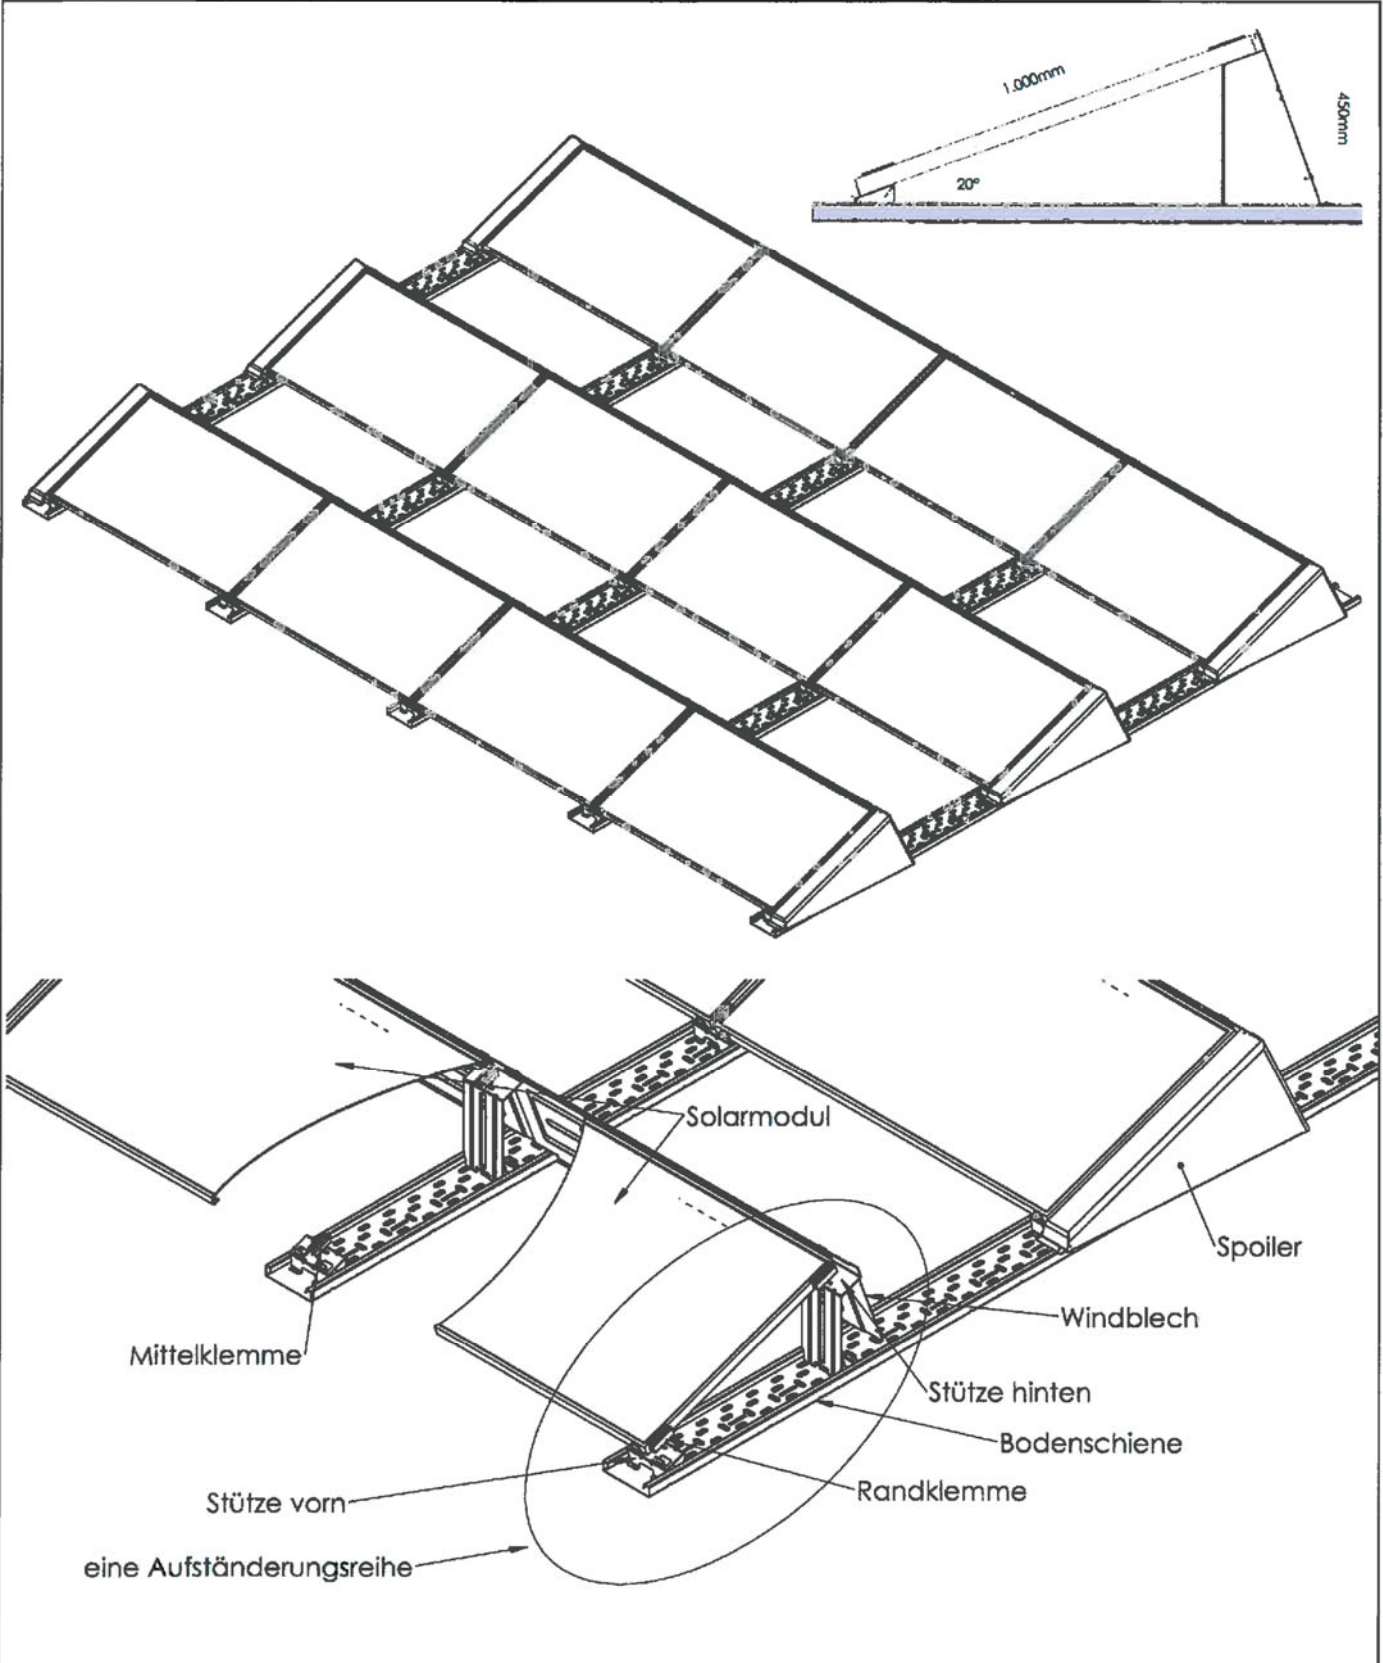 1.000mm
450mm
20°
Solarmodul
Spoiler
Windblech
Mittelklemme
Stütze hinten
Bodenschiene
Randklemme
Stütze vorn
eine Aufständerungsreihe